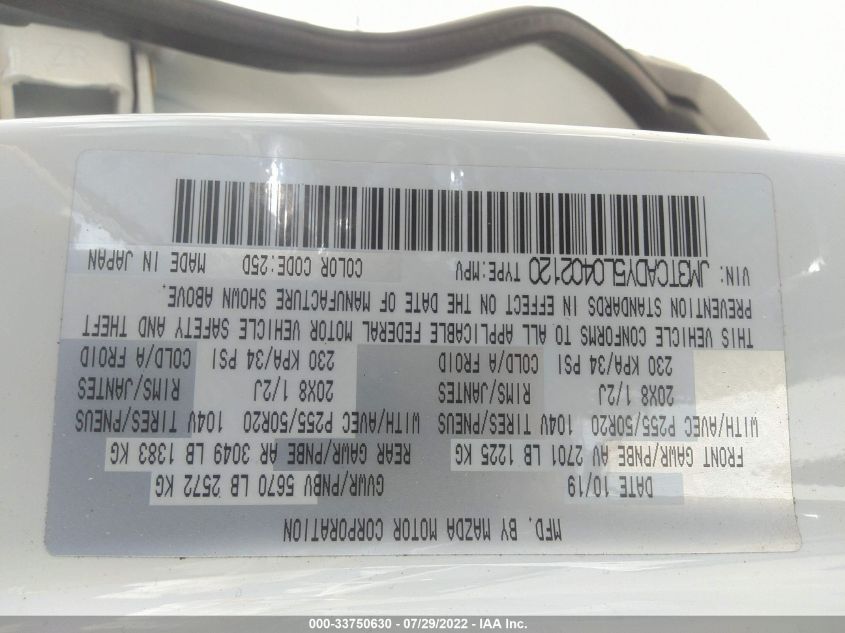 MFD. BY MAZDA MOTOR CORPORATION
DATE 10/19 GVWR/PNBV 5670 LB 2572 KG
FRONT GAWR/PNBE AV 2701 LB 1225 KG REAR GAWR/PNBE AR 3049 LB 1383 KG
WITH/AVEC P255/50R20 104V TIRES/PNEUS WITH/AVEC P255/50R20 104V TIRES/PNEUS
20X8 1/2J RIMS/JANTES 20X8 1/2J RIMS/JANTES
230 KPA/34 PSI COLD/A FROID 230 KPA/34 PSI COLD/A FROID
THIS VEHICLE CONFORMS TO ALL APPLICABLE FEDERAL MOTOR VEHICLE SAFETY AND THEFT
PREVENTION STANDARDS IN EFFECT ON THE DATE OF MANUFACTURE SHOWN ABOVE.
VIN: JM3TCADY5L0402120 TYPE:MPV COLOR CODE:25D MADE IN JAPAN
000-33750630 - 07/29/2022 - IAA Inc.